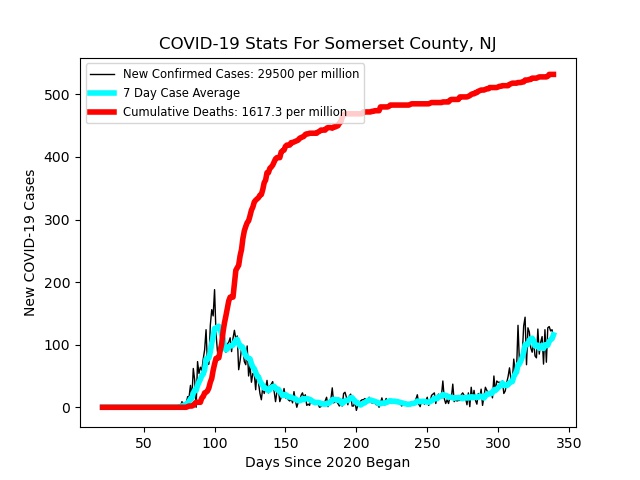 COVID-19 Stats For Somerset County, NJ
New Confirmed Cases: 29500 per million
7 Day Case Average
Cumulative Deaths: 1617.3 per million
New COVID-19 Cases
500
400
300
200
100
0
50
100
150
200
250
300
350
Days Since 2020 Began